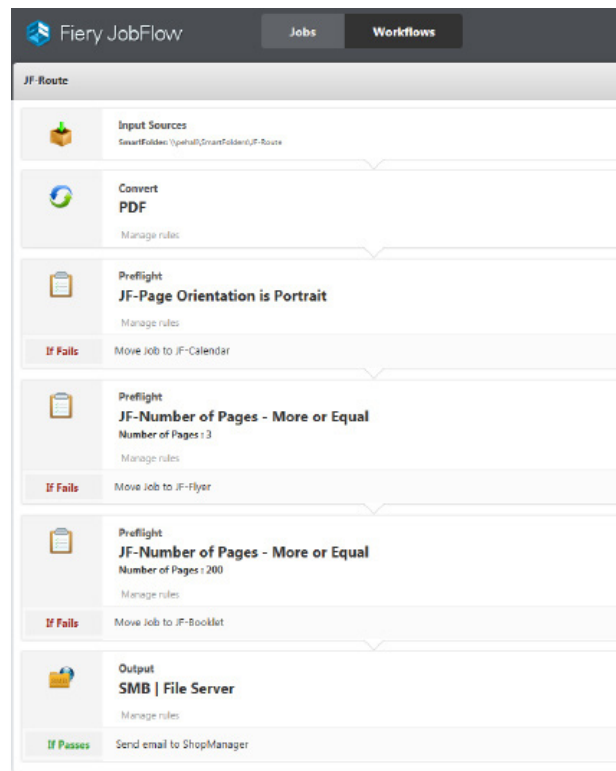 Fiery JobFlow
Jobs
Workflows
JF-Route
Input Sources
SmartFolder: \\pehall\SmartFolders\JF-Route
Convert
PDF
Manage rules
Preflight
JF-Page Orientation is Portrait
Manage rules
If Fails
Move Job to JF-Calendar
Preflight
JF-Number of Pages - More or Equal
Number of Pages : 3
Manage rules
If Fails
Move Job to JF-Flyer
Preflight
JF-Number of Pages - More or Equal
Number of Pages : 200
Manage rules
If Fails
Move Job to JF-Booklet
Output
SMB | File Server
Manage rules
If Passes
Send email to ShopManager